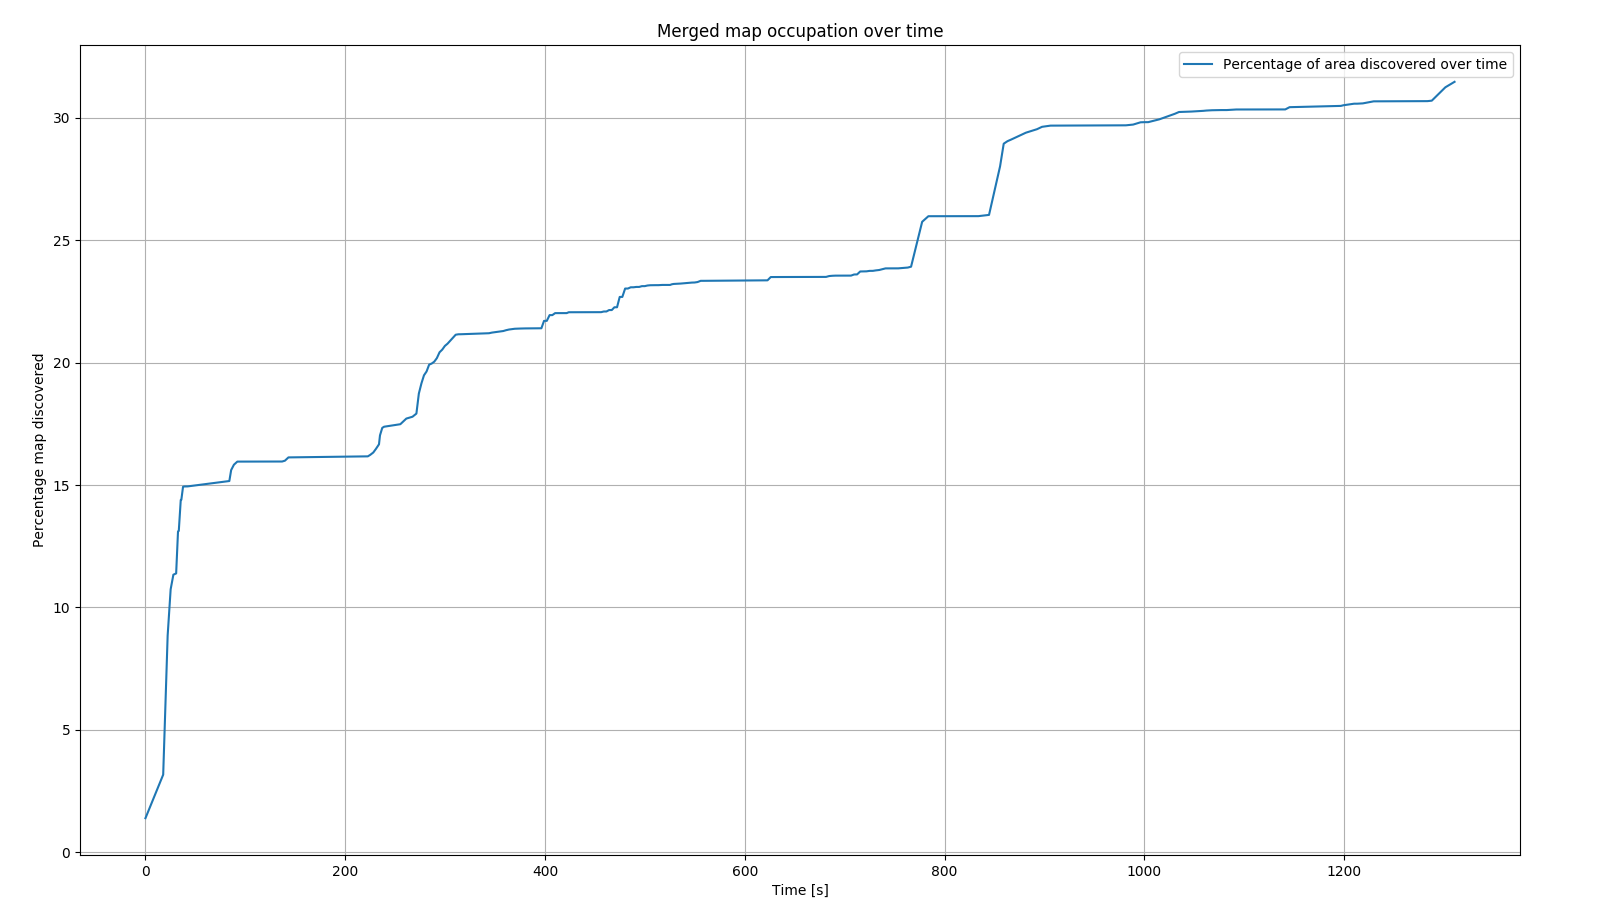 Merged map occupation over time
Percentage of area discovered over time
Percentage map discovered
30
25
20
15
10
5
0
0 200 400 600 800 1000 1200
Time [s]